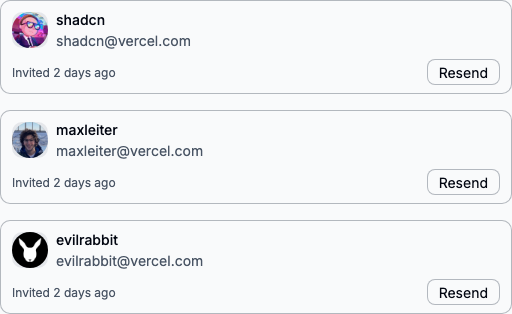 shadcn
shadcn@vercel.com
Invited 2 days ago
Resend
maxleiter
maxleiter@vercel.com
Invited 2 days ago
Resend
evilrabbit
evilrabbit@vercel.com
Invited 2 days ago
Resend